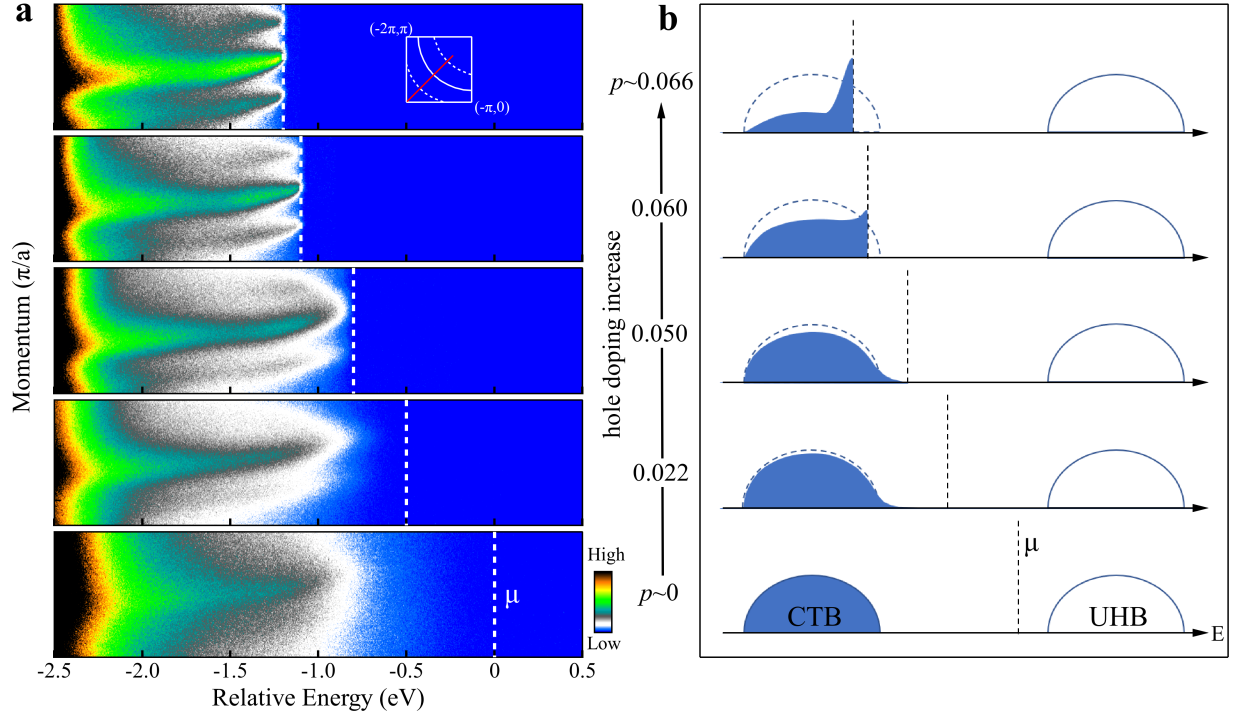 a
(-2π,π)
(-π,0)
Momentum (π/a)
μ
High
Low
-2.5 -2.0 -1.5 -1.0 -0.5 0 0.5
Relative Energy (eV)
b
p~0.066
0.060
0.050
0.022
p~0
hole doping increase
μ
CTB
UHB
E